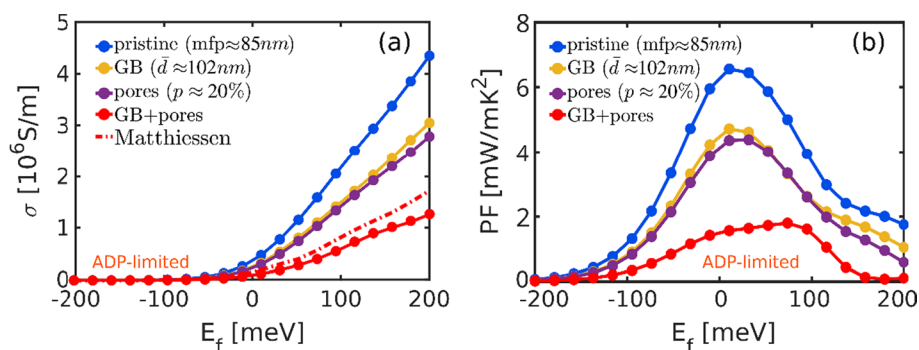 5
4
3
2
1
0
σ [10⁶S/m]
(a)
pristine (mfp≈85nm)
GB (d̄ ≈102nm)
pores (p ≈ 20%)
GB+pores
Matthiessen
ADP-limited
-200
-100
0
100
200
E_f [meV]
8
6
4
2
0
PF [mW/mK²]
(b)
pristine (mfp≈85nm)
GB (d̄ ≈102nm)
pores (p ≈ 20%)
GB+pores
ADP-limited
-200
-100
0
100
200
E_f [meV]